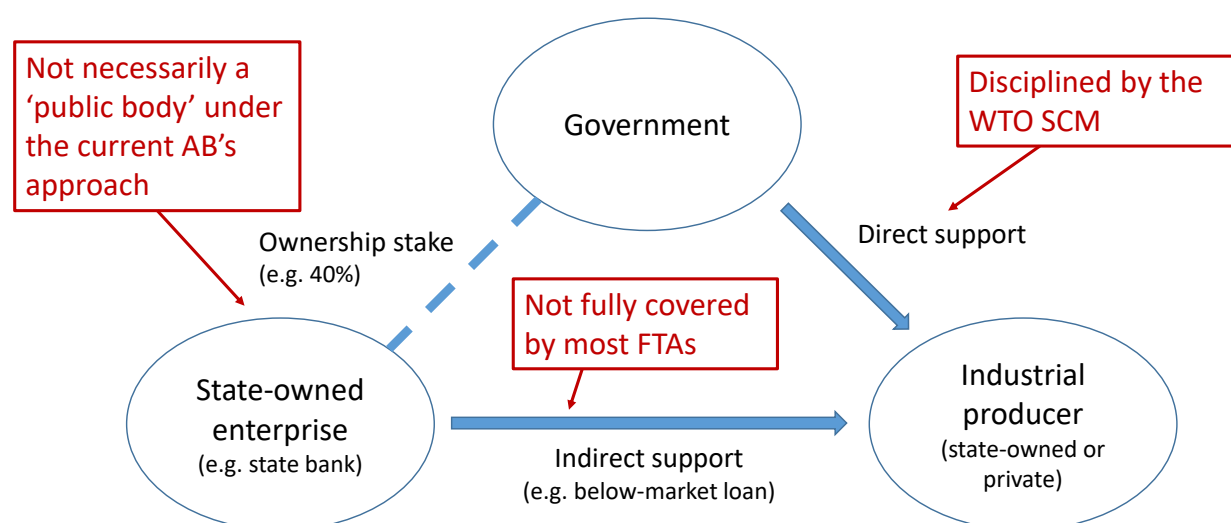 Not necessarily a
‘public body’ under
the current AB’s
approach
Government
Disciplined by the
WTO SCM
Ownership stake
(e.g. 40%)
Direct support
Not fully covered
by most FTAs
State-owned
enterprise
(e.g. state bank)
Indirect support
(e.g. below-market loan)
Industrial
producer
(state-owned or
private)